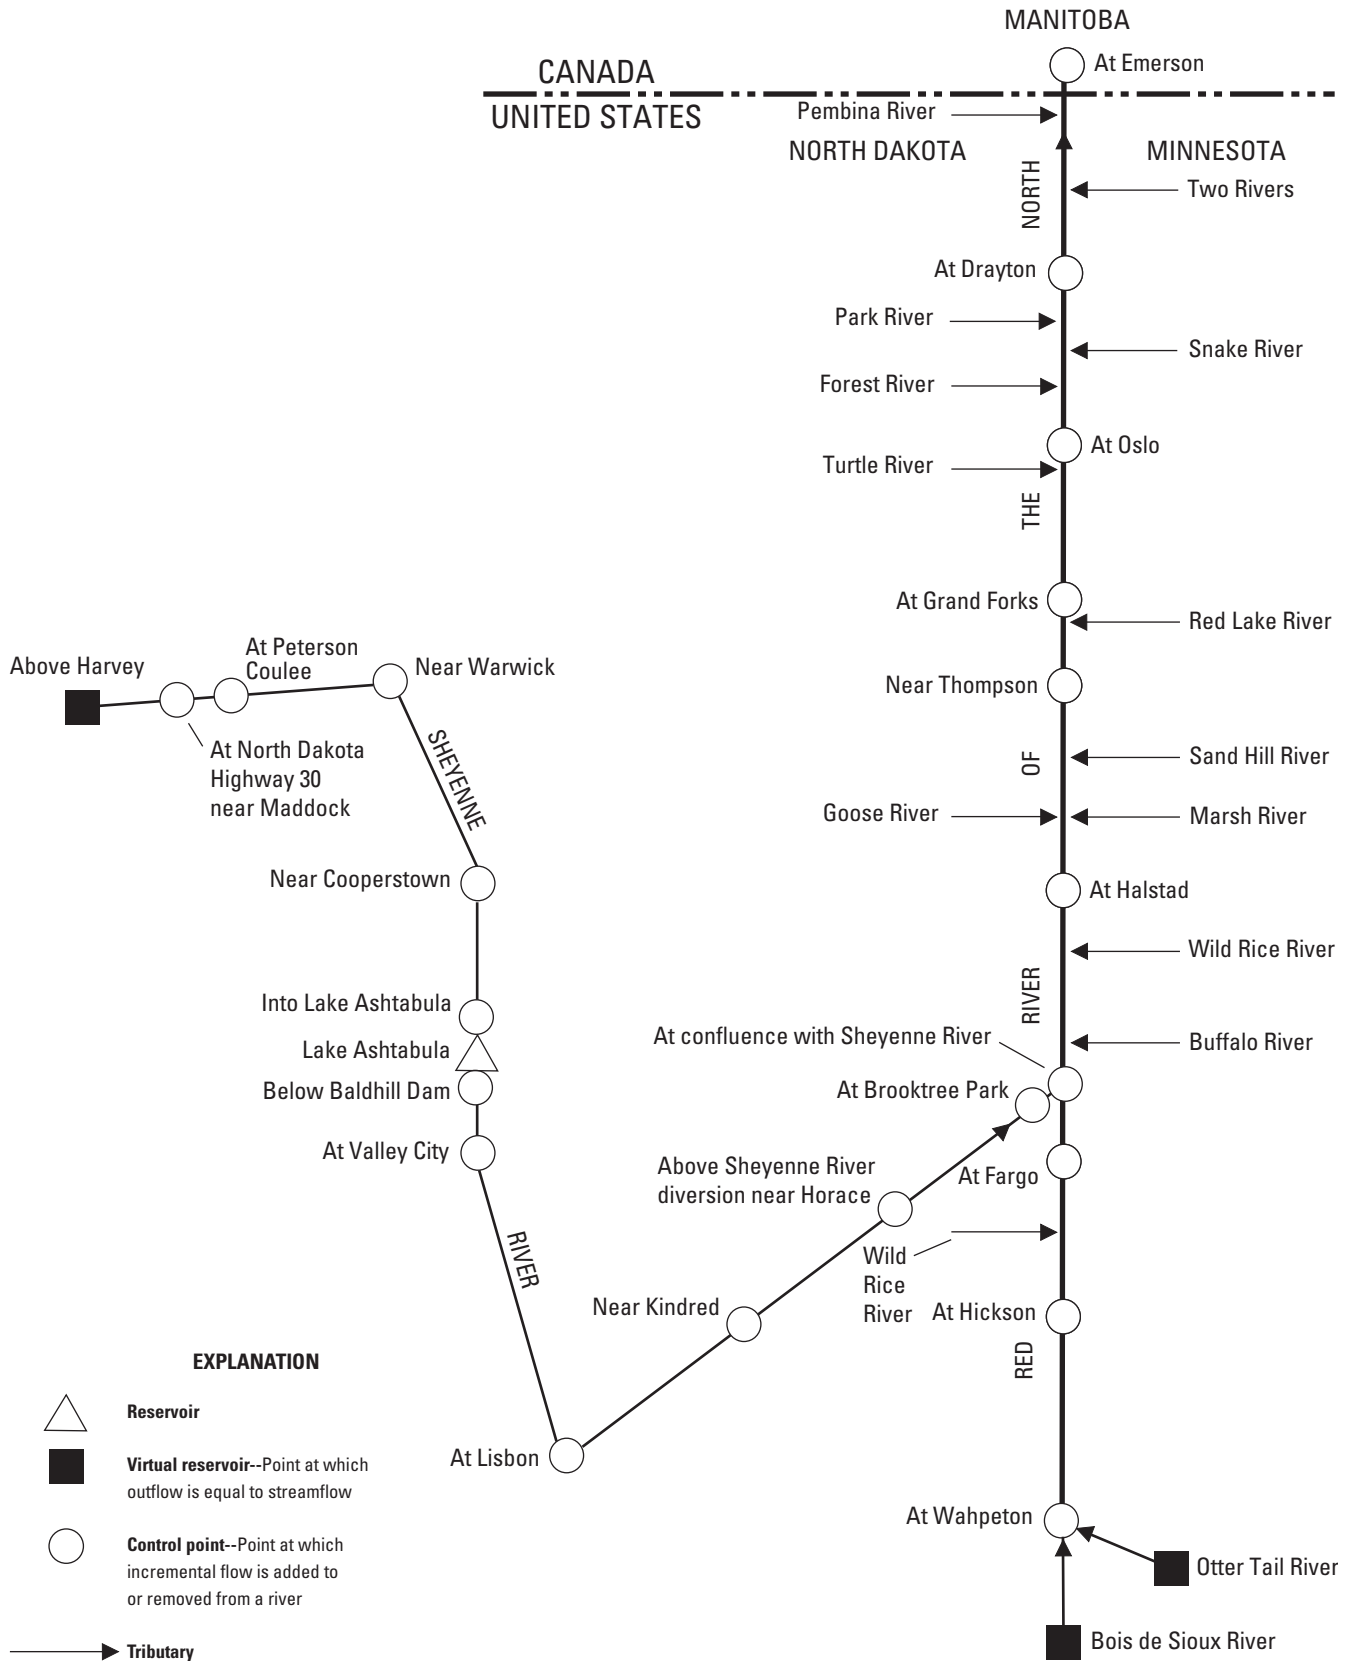 MANITOBA
At Emerson
CANADA
UNITED STATES
Pembina River
NORTH DAKOTA
MINNESOTA
NORTH
Two Rivers
At Drayton
Park River
Snake River
Forest River
At Oslo
Turtle River
THE
At Grand Forks
Red Lake River
Near Thompson
OF
Sand Hill River
Goose River
Marsh River
At Halstad
Wild Rice River
RIVER
At confluence with Sheyenne River
Buffalo River
At Brooktree Park
At Fargo
Above Sheyenne River
diversion near Horace
Wild
Rice
River
At Hickson
Near Kindred
RED
At Wahpeton
Otter Tail River
Bois de Sioux River
Above Harvey
At Peterson
Coulee
Near Warwick
At North Dakota
Highway 30
near Maddock
SHEYENNE
Near Cooperstown
Into Lake Ashtabula
Lake Ashtabula
Below Baldhill Dam
At Valley City
RIVER
At Lisbon
EXPLANATION
Reservoir
Virtual reservoir--Point at which
outflow is equal to streamflow
Control point--Point at which
incremental flow is added to
or removed from a river
Tributary